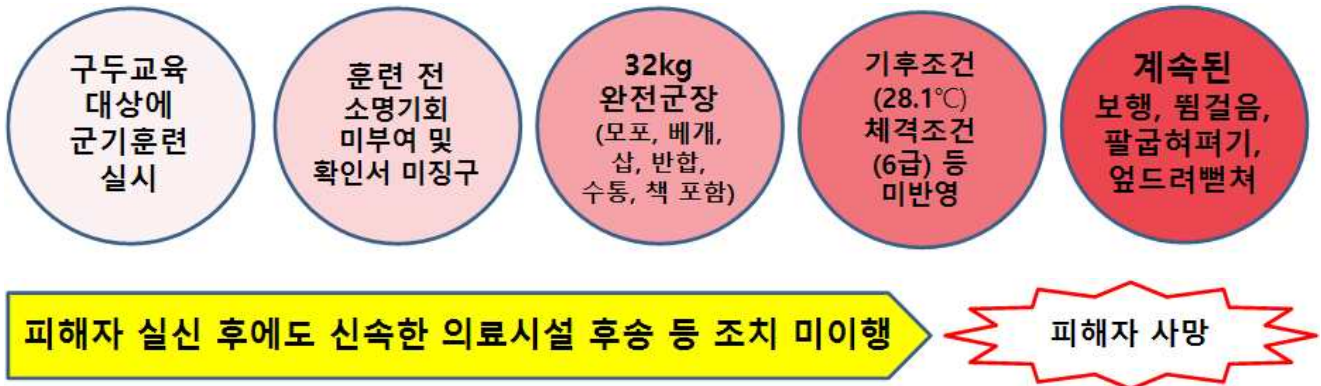 구두교육
대상에
군기훈련
실시
훈련 전
소명기회
미부여 및
확인서 미징구
32kg
완전군장
(모포, 베개,
삽, 반합,
수통, 책 포함)
기후조건
(28.1℃)
체격조건
(6급) 등
미반영
계속된
보행, 뜀걸음,
팔굽혀펴기,
엎드려뻗쳐
피해자 실신 후에도 신속한 의료시설 후송 등 조치 미이행
피해자 사망